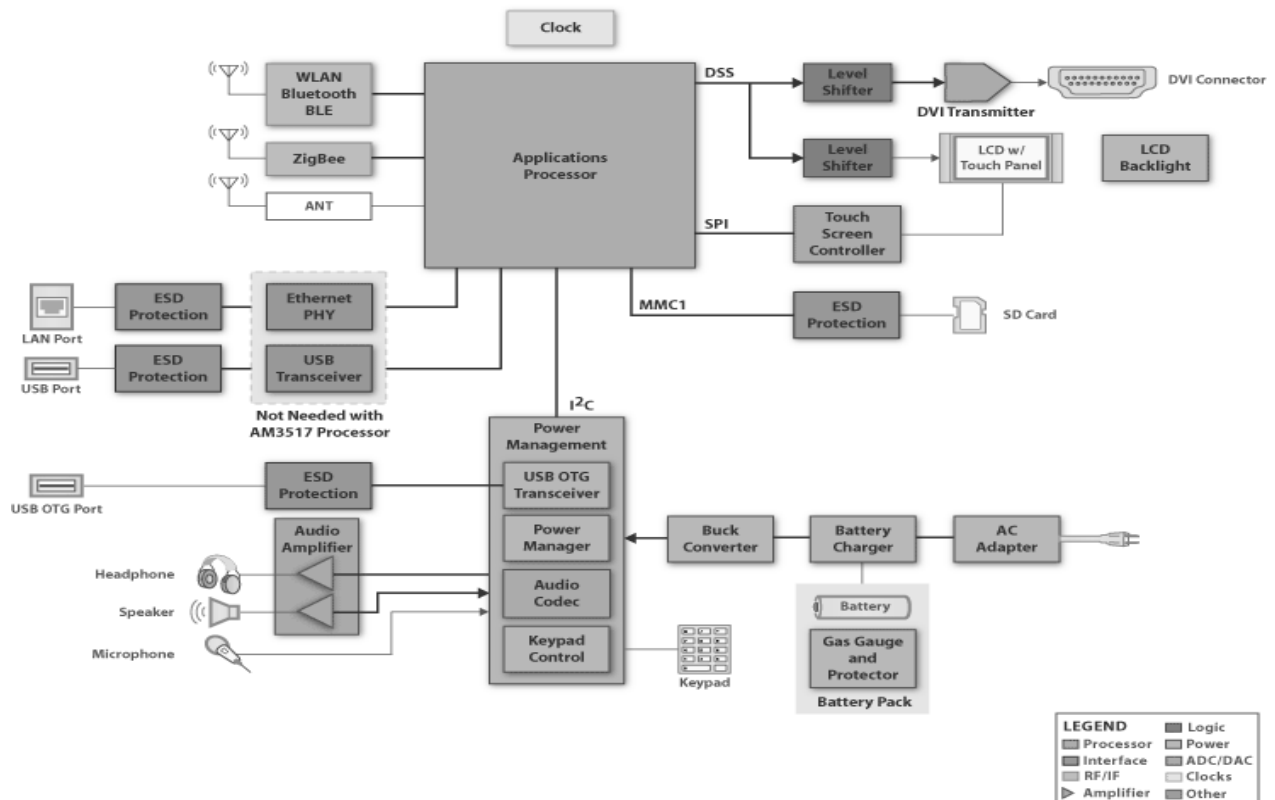 Clock
WLAN
Bluetooth
BLE
ZigBee
ANT
Applications
Processor
DSS
Level
Shifter
DVI Transmitter
DVI Connector
Level
Shifter
LCD w/
Touch Panel
LCD
Backlight
SPI
Touch
Screen
Controller
LAN Port
ESD
Protection
Ethernet
PHY
MMC1
ESD
Protection
SD Card
USB Port
ESD
Protection
USB
Transceiver
Not Needed with
AM3517 Processor
I²C
Power
Management
USB OTG Port
ESD
Protection
USB OTG
Transceiver
Power
Manager
Audio
Codec
Keypad
Control
Audio
Amplifier
Headphone
Speaker
Microphone
Keypad
Buck
Converter
Battery
Charger
AC
Adapter
Battery
Gas Gauge
and
Protector
Battery Pack
LEGEND
Processor
Interface
RF/IF
Amplifier
Logic
Power
ADC/DAC
Clocks
Other